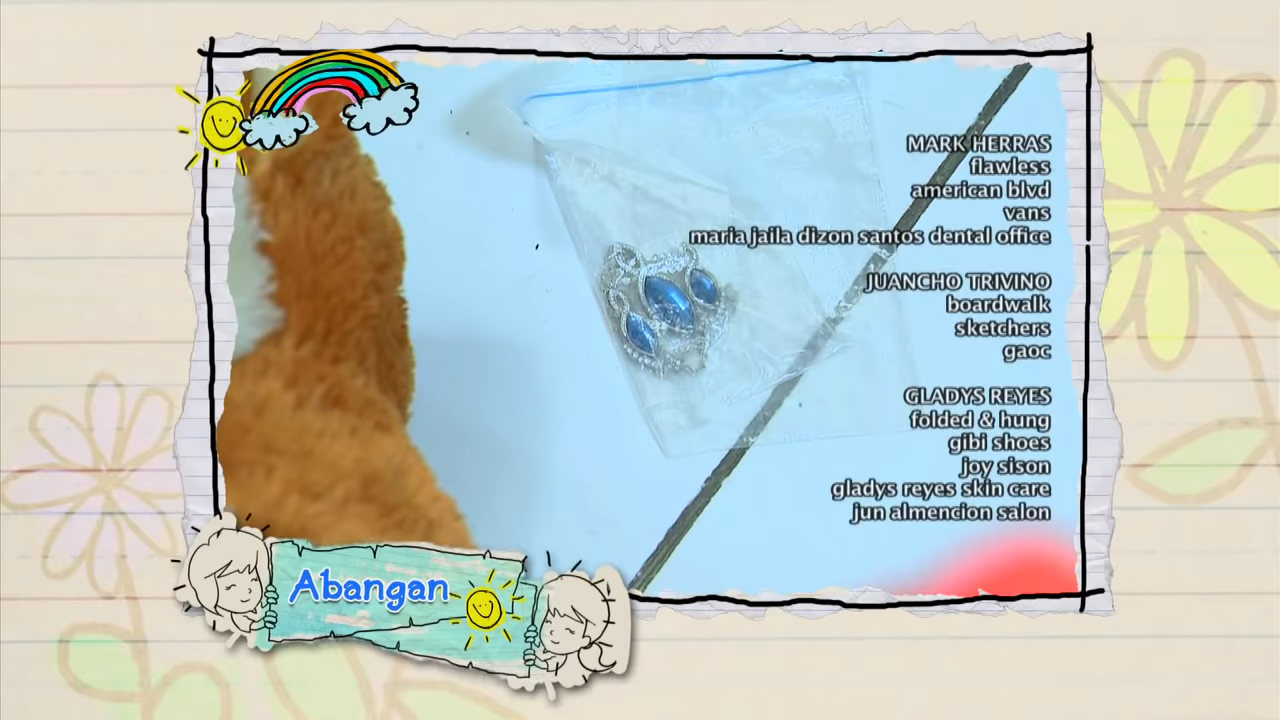 MARK HERRAS
flawless
american blvd
vans
maria jaila dizon santos dental office
JUANCHO TRIVINO
boardwalk
sketchers
gaoc
GLADYS REYES
folded & hung
gibi shoes
joy sison
gladys reyes skin care
jun almencion salon
Abangan